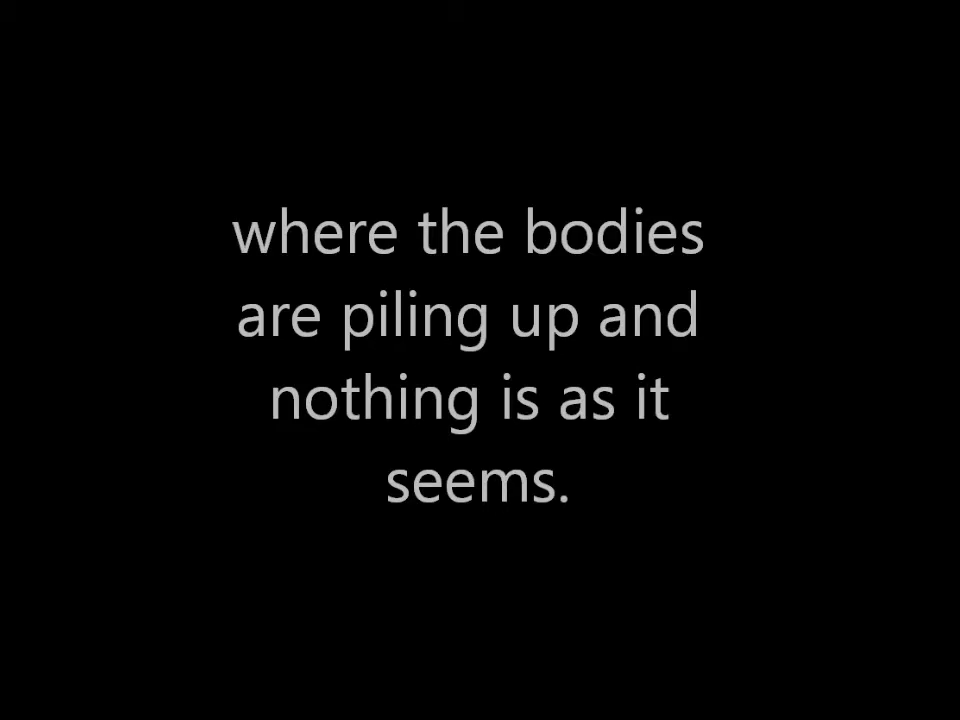 where the bodies
are piling up and
nothing is as it
seems.